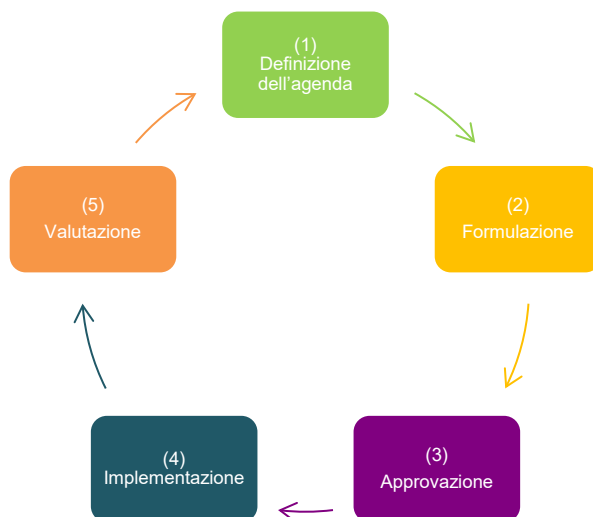 (1)
Definizione
dell'agenda
(2)
Formulazione
(3)
Approvazione
(4)
Implementazione
(5)
Valutazione